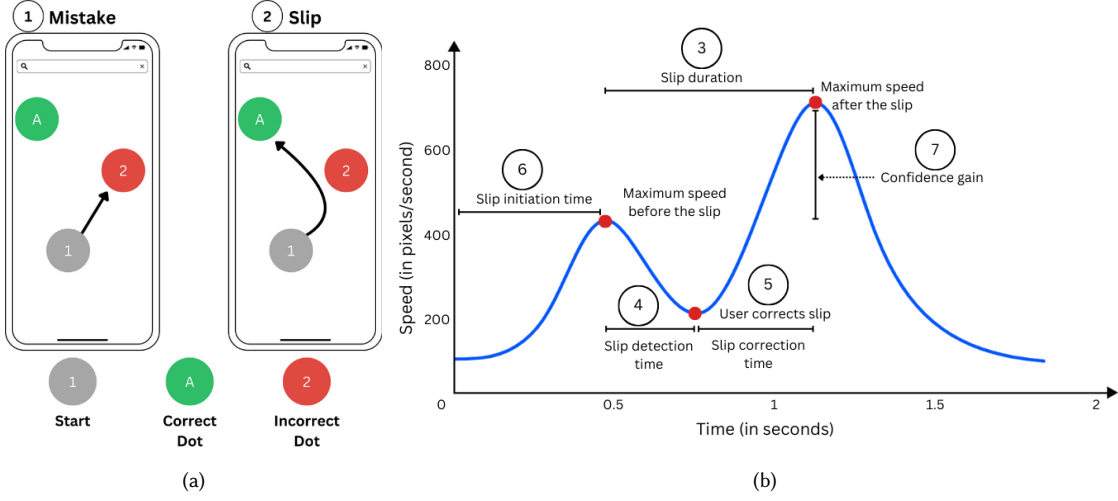 1 Mistake
A
2
1
2 Slip
A
2
1
1
A
2
Start
Correct
Dot
Incorrect
Dot
(a)
Speed (in pixels/second)
800
600
400
200
0
0.5
1
1.5
2
Time (in seconds)
3
Slip duration
Maximum speed
after the slip
7
Confidence gain
6
Slip initiation time
Maximum speed
before the slip
4
Slip detection
time
5
User corrects slip
Slip correction
time
(b)